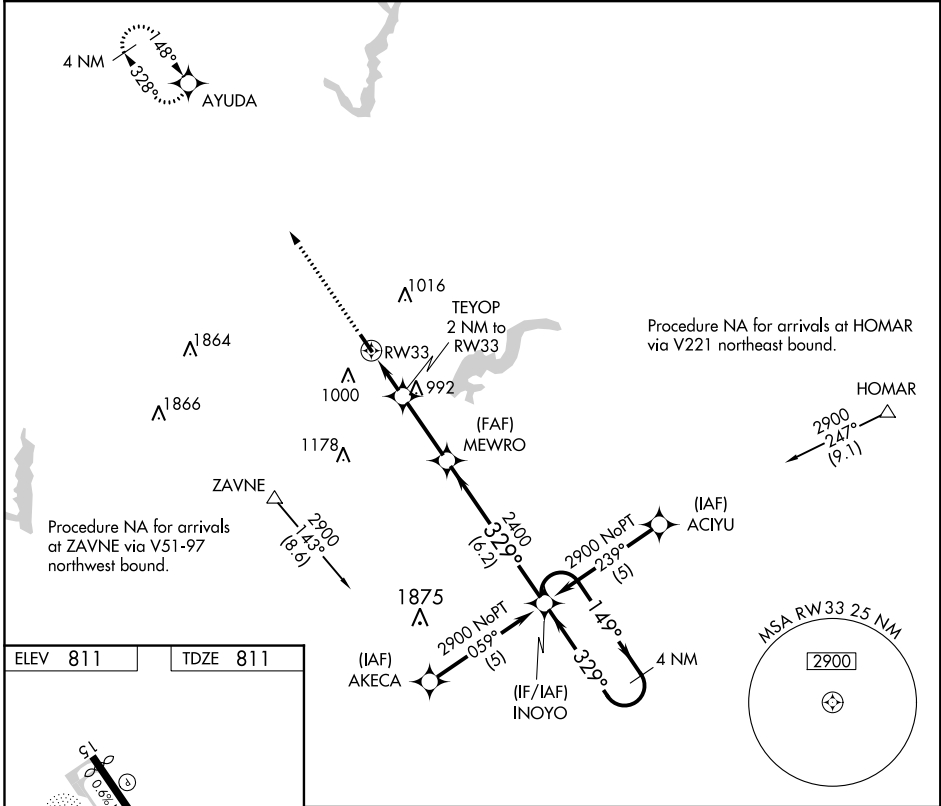 4 NM
148°
328°
AYUDA
1016
TEYOP
2 NM to
RW33
1864
RW33
Procedure NA for arrivals at HOMAR
via V221 northeast bound.
1000
992
1866
HOMAR
2900
247°
(9.1)
(FAF)
MEWRO
1178
ZAVNE
2900
143°
(8.6)
Procedure NA for arrivals
at ZAVNE via V51-97
northwest bound.
2400
329°
(6.2)
(IAF)
ACIYU
2900 NoPT
239°
(5)
1875
2900 NoPT
059°
(5)
149°
329°
4 NM
(IAF)
AKECA
(IF/IAF)
INOYO
MSA RW33 25 NM
2900
ELEV 811
TDZE 811
15
P
0.6%